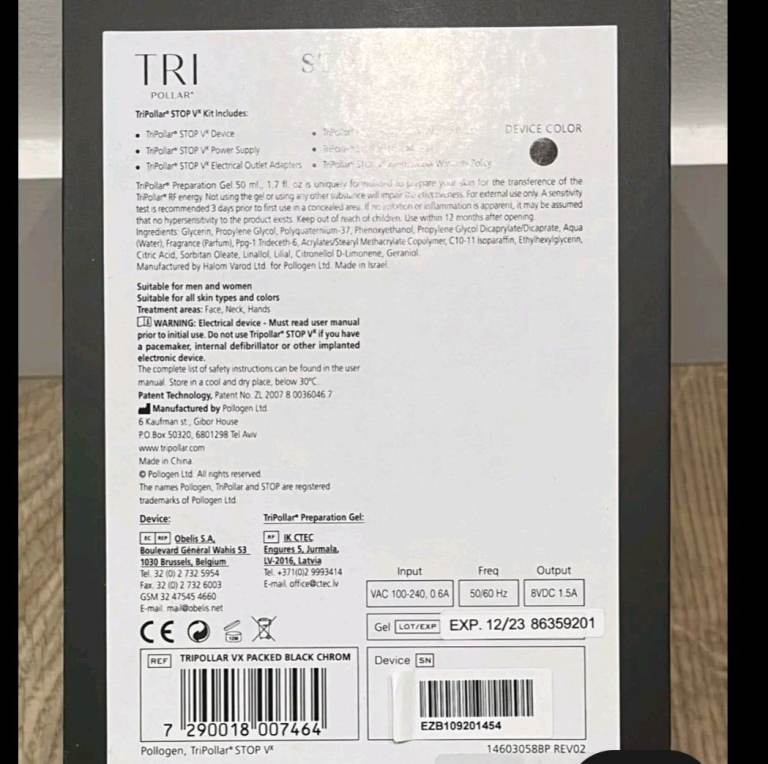 TRI
POLLAR®
TriPollar® STOP Vˣ Kit Includes:
DEVICE COLOR
• TriPollar® STOP Vˣ Device
• TriPollar® STOP Vˣ Power Supply
• TriPollar® STOP Vˣ Electrical Outlet Adapters
• TriPollar®
• TriPollar® Policy
TriPollar® Preparation Gel 50 ml., 1.7 fl. oz is uniquely formulated to prepare your skin for the transference of the
TriPollar® RF energy. Not using the gel or using any other substance will impair the effectiveness. For external use only. A sensitivity
test is recommended 3 days prior to first use in a concealed area. If no irritation or inflammation is apparent, it may be assumed
that no hypersensitivity to the product exists. Keep out of reach of children. Use within 12 months after opening.
Ingredients: Glycerin, Propylene Glycol, Polyquaternium-37, Phenoxyethanol, Propylene Glycol Dicaprylate/Dicaprate, Aqua
(Water), Fragrance (Parfum), Ppg-1 Trideceth-6, Acrylates/Stearyl Methacrylate Copolymer, C10-11 Isoparaffin, Ethylhexylglycerin,
Citric Acid, Sorbitan Oleate, Linallol, Lilial, Citronellol D-Limonene, Geraniol.
Manufactured by Halom Varod Ltd. for Pollogen Ltd. Made in Israel.
Suitable for men and women
Suitable for all skin types and colors
Treatment areas: Face, Neck, Hands
WARNING: Electrical device - Must read user manual
prior to initial use. Do not use Tripollar® STOP Vˣ if you have
a pacemaker, internal defibrillator or other implanted
electronic device.
The complete list of safety instructions can be found in the user
manual. Store in a cool and dry place, below 30°C.
Patent Technology, Patent No. ZL 2007 8 0036046.7
Manufactured by Pollogen Ltd.
6 Kaufman st., Gibor House
P.O.Box 50320, 6801298 Tel Aviv
www.tripollar.com
Made in China
© Pollogen Ltd. All rights reserved.
The names Pollogen, TriPollar and STOP are registered
trademarks of Pollogen Ltd.
Device:
EC REP Obelis S.A.
Boulevard Général Wahis 53
1030 Brussels, Belgium
Tel. 32 (0) 2 732 5954
Fax. 32 (0) 2 732 6003
GSM 32 47545 4660
E-mail. mail@obelis.net
TriPollar® Preparation Gel:
RP IK CTEC
Engures 5, Jurmala,
LV-2016, Latvia
Tel. +371(0)2 9993414
E-mail. office@ctec.lv
Input Freq Output
VAC 100-240, 0.6A 50/60 Hz 8VDC 1.5A
CE 12M
Gel LOT/EXP EXP. 12/23 86359201
REF TRIPOLLAR VX PACKED BLACK CHROM
7 290018 007464
Device SN
EZB109201454
Pollogen, TriPollar® STOP Vˣ
14603058BP REV02